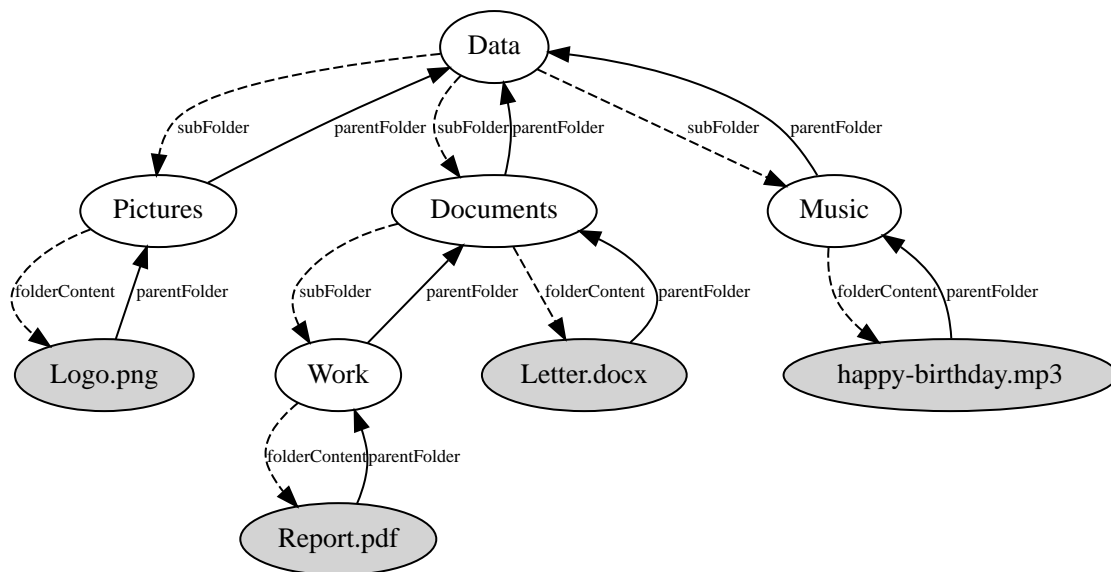 Data
subFolder
parentFolder
subFolder
parentFolder
subFolder
parentFolder
Pictures
Documents
Music
folderContent
parentFolder
subFolder
parentFolder
folderContent
parentFolder
folderContent
parentFolder
Logo.png
Work
Letter.docx
happy-birthday.mp3
folderContent
parentFolder
Report.pdf